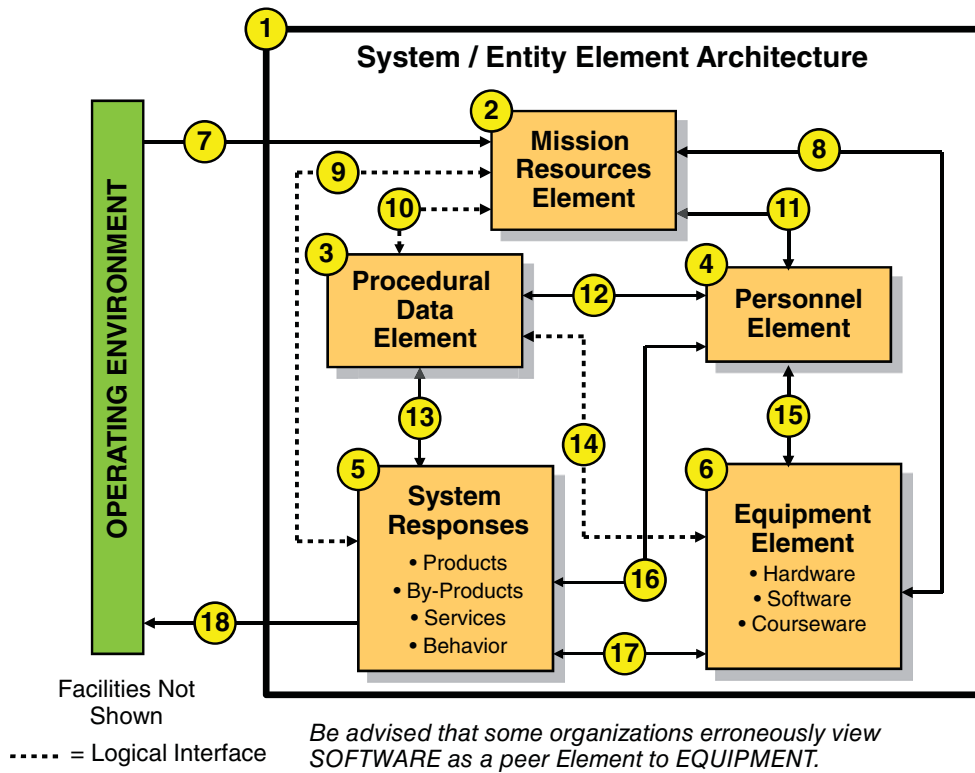 1
System / Entity Element Architecture
2
Mission
Resources
Element
7
8
9
10
11
OPERATING ENVIRONMENT
3
Procedural
Data
Element
4
Personnel
Element
12
13
14
15
5
System
Responses
• Products
• By-Products
• Services
• Behavior
6
Equipment
Element
• Hardware
• Software
• Courseware
16
17
18
Facilities Not
Shown
= Logical Interface
Be advised that some organizations erroneously view
SOFTWARE as a peer Element to EQUIPMENT.